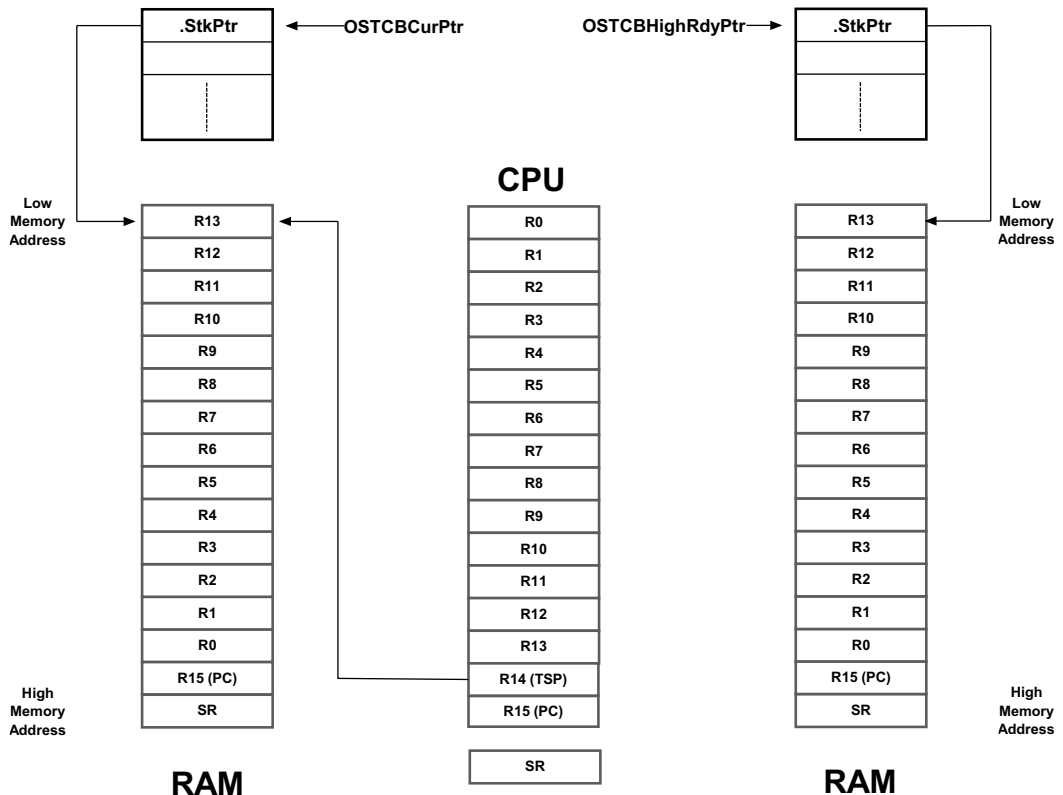 .StkPtr
OSTCBCurPtr
OSTCBHighRdyPtr
.StkPtr
CPU
Low
Memory
Address
R13
R12
R11
R10
R9
R8
R7
R6
R5
R4
R3
R2
R1
R0
R15 (PC)
SR
High
Memory
Address
RAM
R0
R1
R2
R3
R4
R5
R6
R7
R8
R9
R10
R11
R12
R13
R14 (TSP)
R15 (PC)
SR
R13
R12
R11
R10
R9
R8
R7
R6
R5
R4
R3
R2
R1
R0
R15 (PC)
SR
Low
Memory
Address
High
Memory
Address
RAM